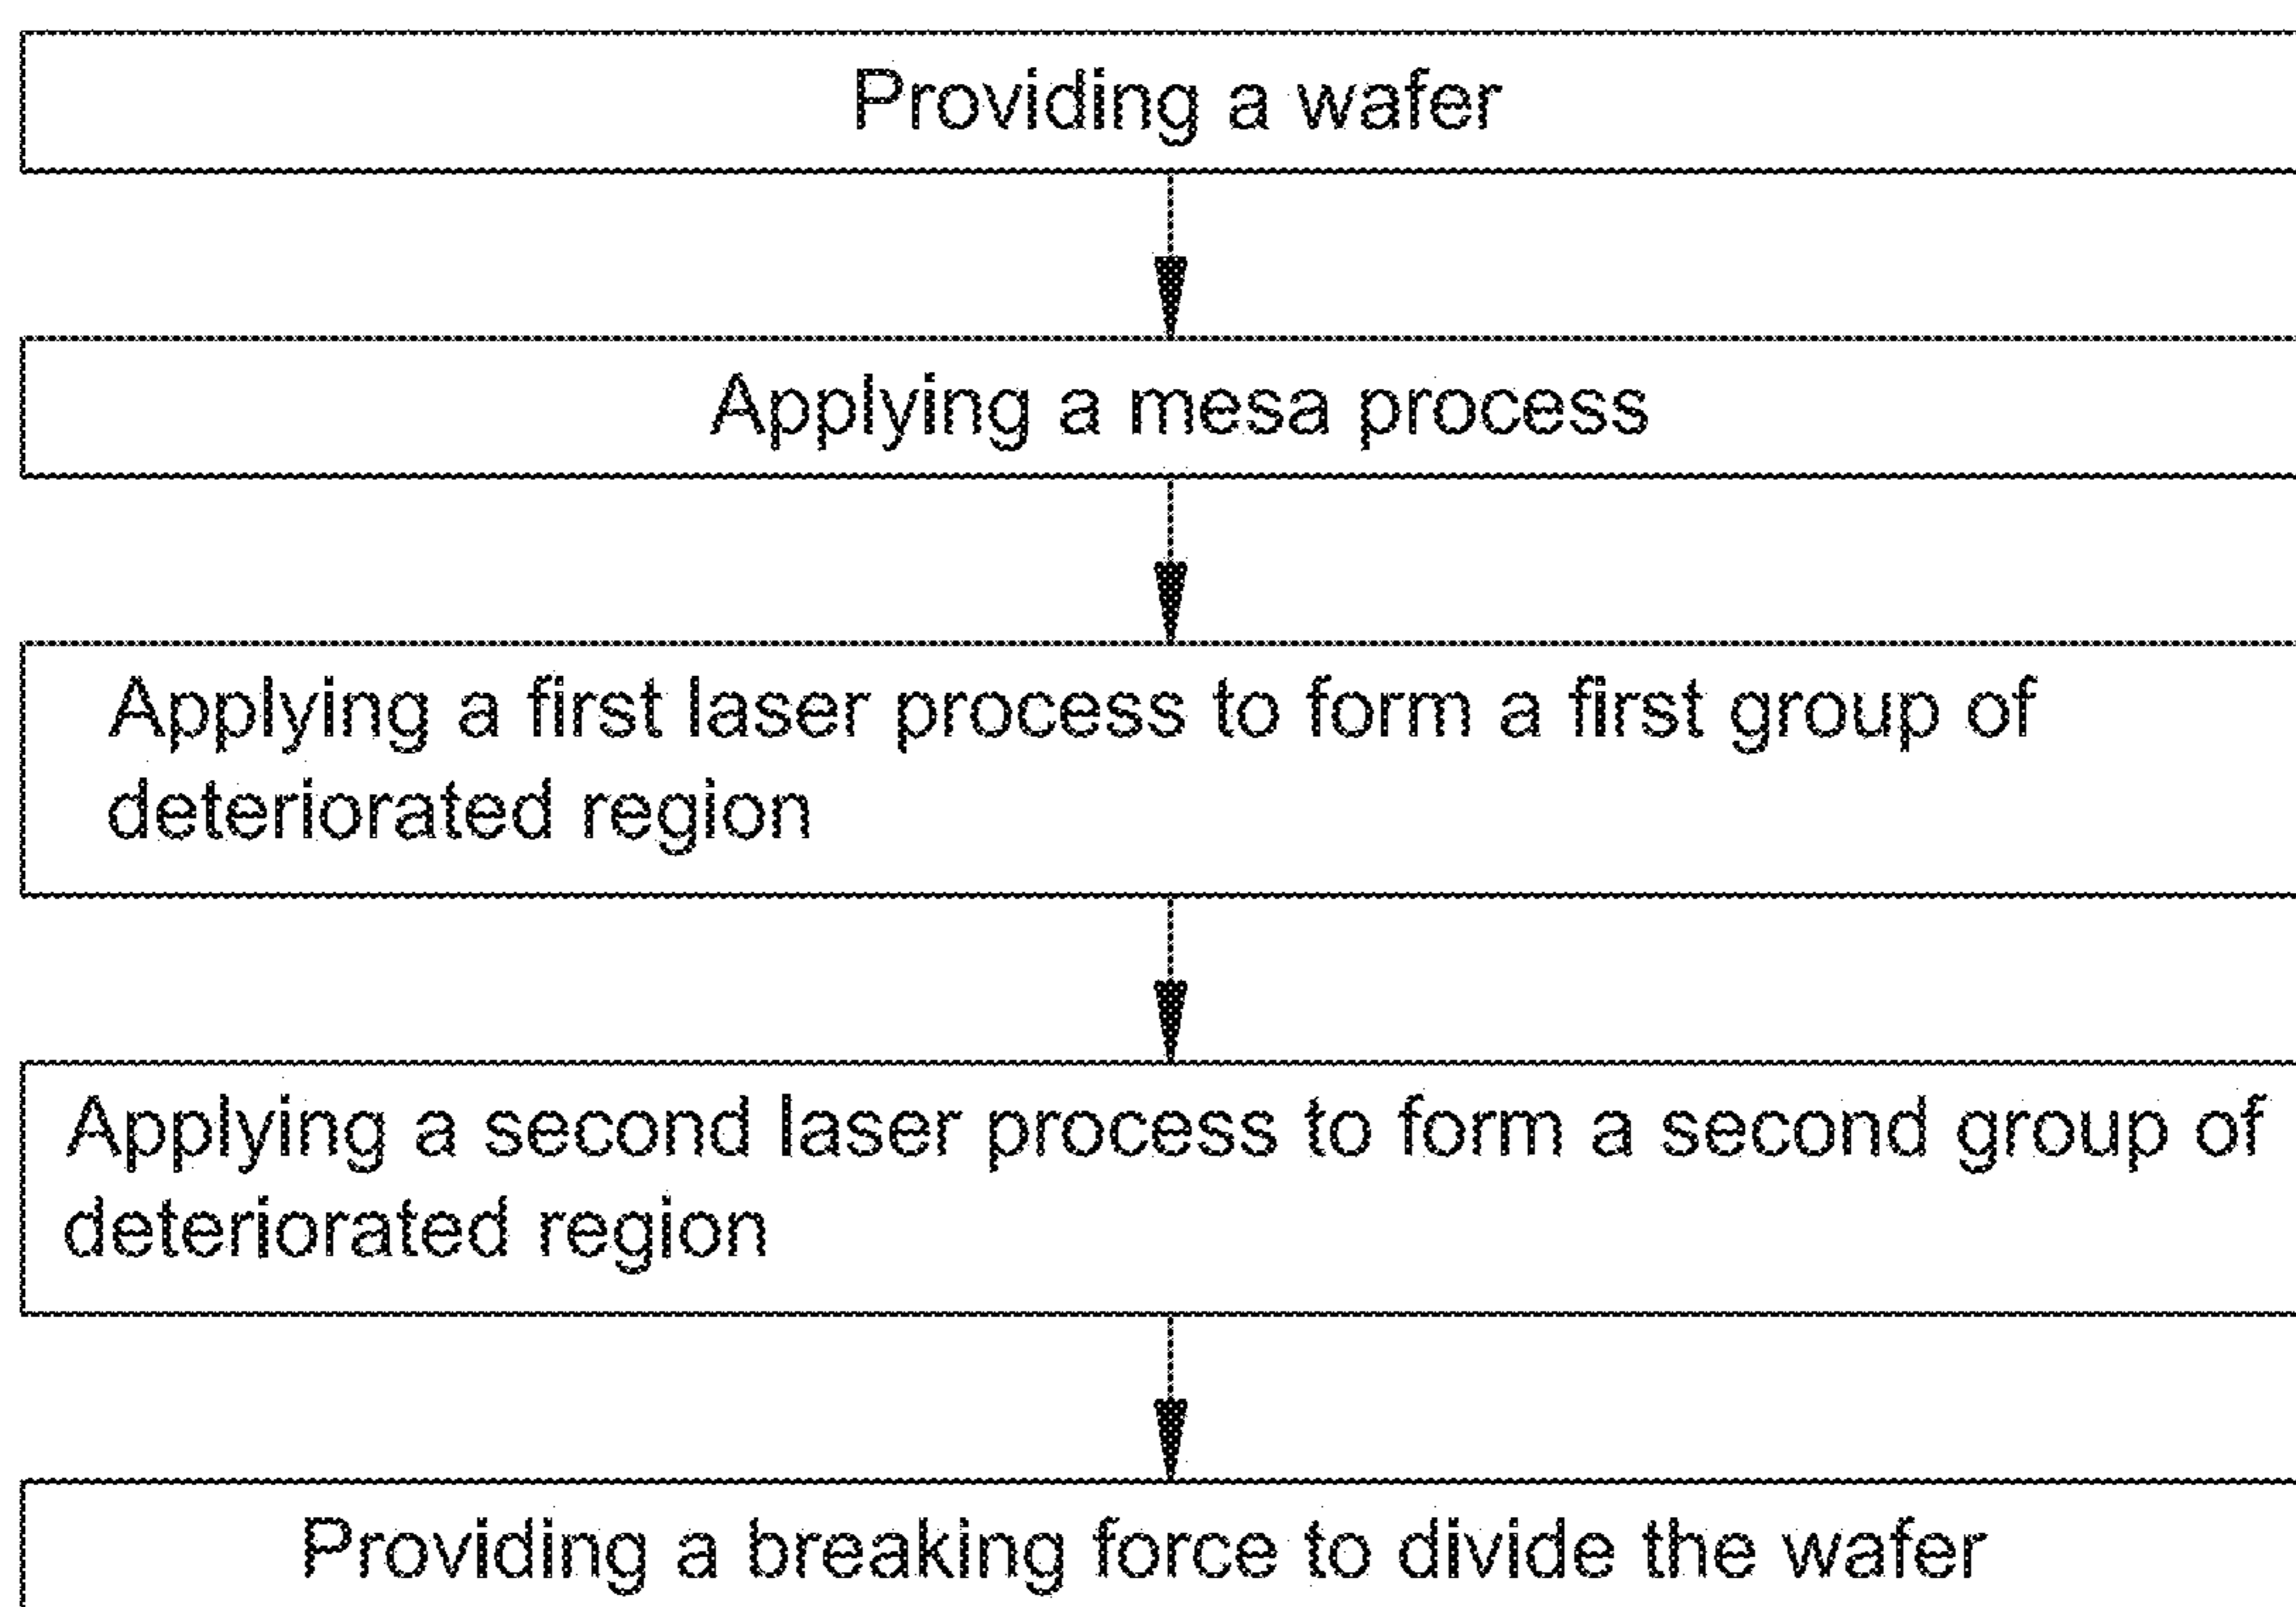 Providing a wafer
Applying a mesa process
Applying a first laser process to form a first group of
deteriorated region
Applying a second laser process to form a second group of
deteriorated region
Providing a breaking force to divide the wafer